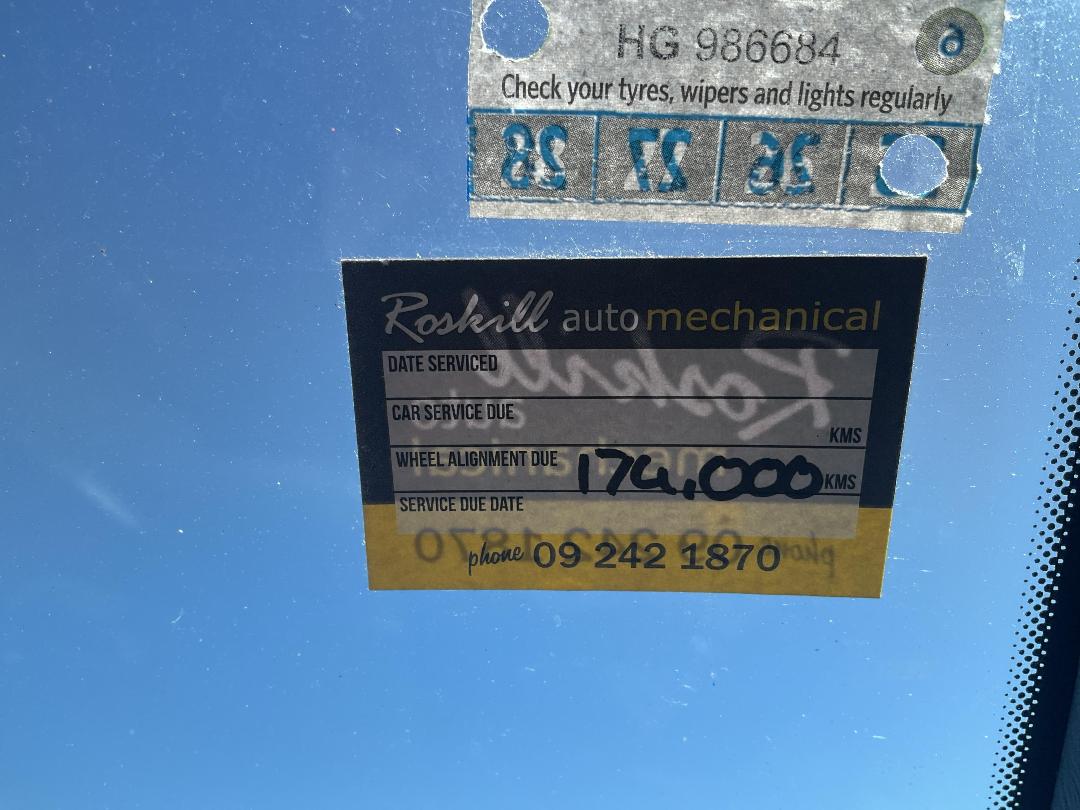 HG 986684 6
Check your tyres, wipers and lights regularly
28 27 26
Roskill auto mechanical
DATE SERVICED
CAR SERVICE DUE
KMS
WHEEL ALIGNMENT DUE 174,000 KMS
SERVICE DUE DATE
phone 09 242 1870